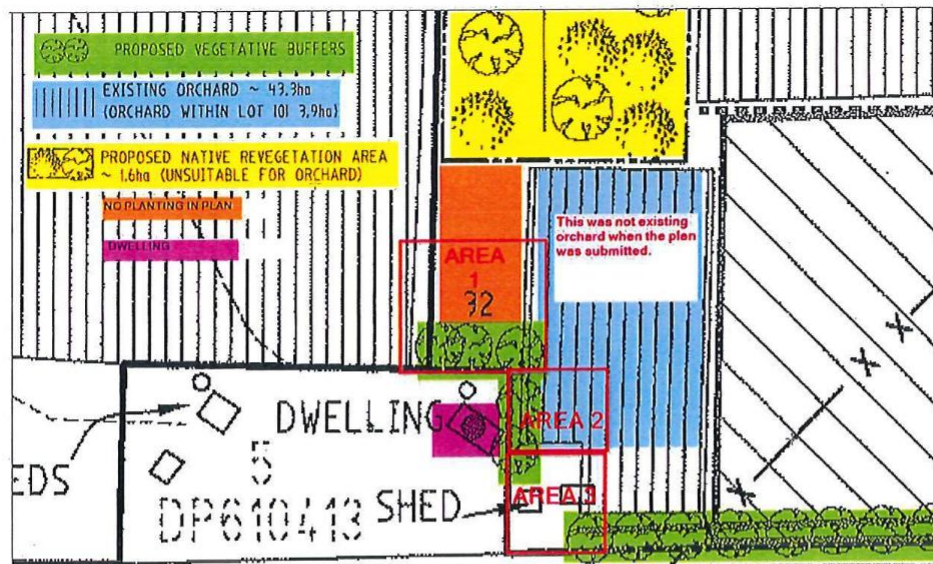 PROPOSED VEGETATIVE BUFFERS
EXISTING ORCHARD ~ 43.3ha
(ORCHARD WITHIN LOT 101 3.9ha)
PROPOSED NATIVE REVEGETATION AREA
~ 1.6ha (UNSUITABLE FOR ORCHARD)
NO PLANTING IN PLAN
DWELLING
This was not existing
orchard when the plan
was submitted.
AREA
1
32
DWELLING
AREA 2
5
EDS
DP610413
SHED
AREA 3